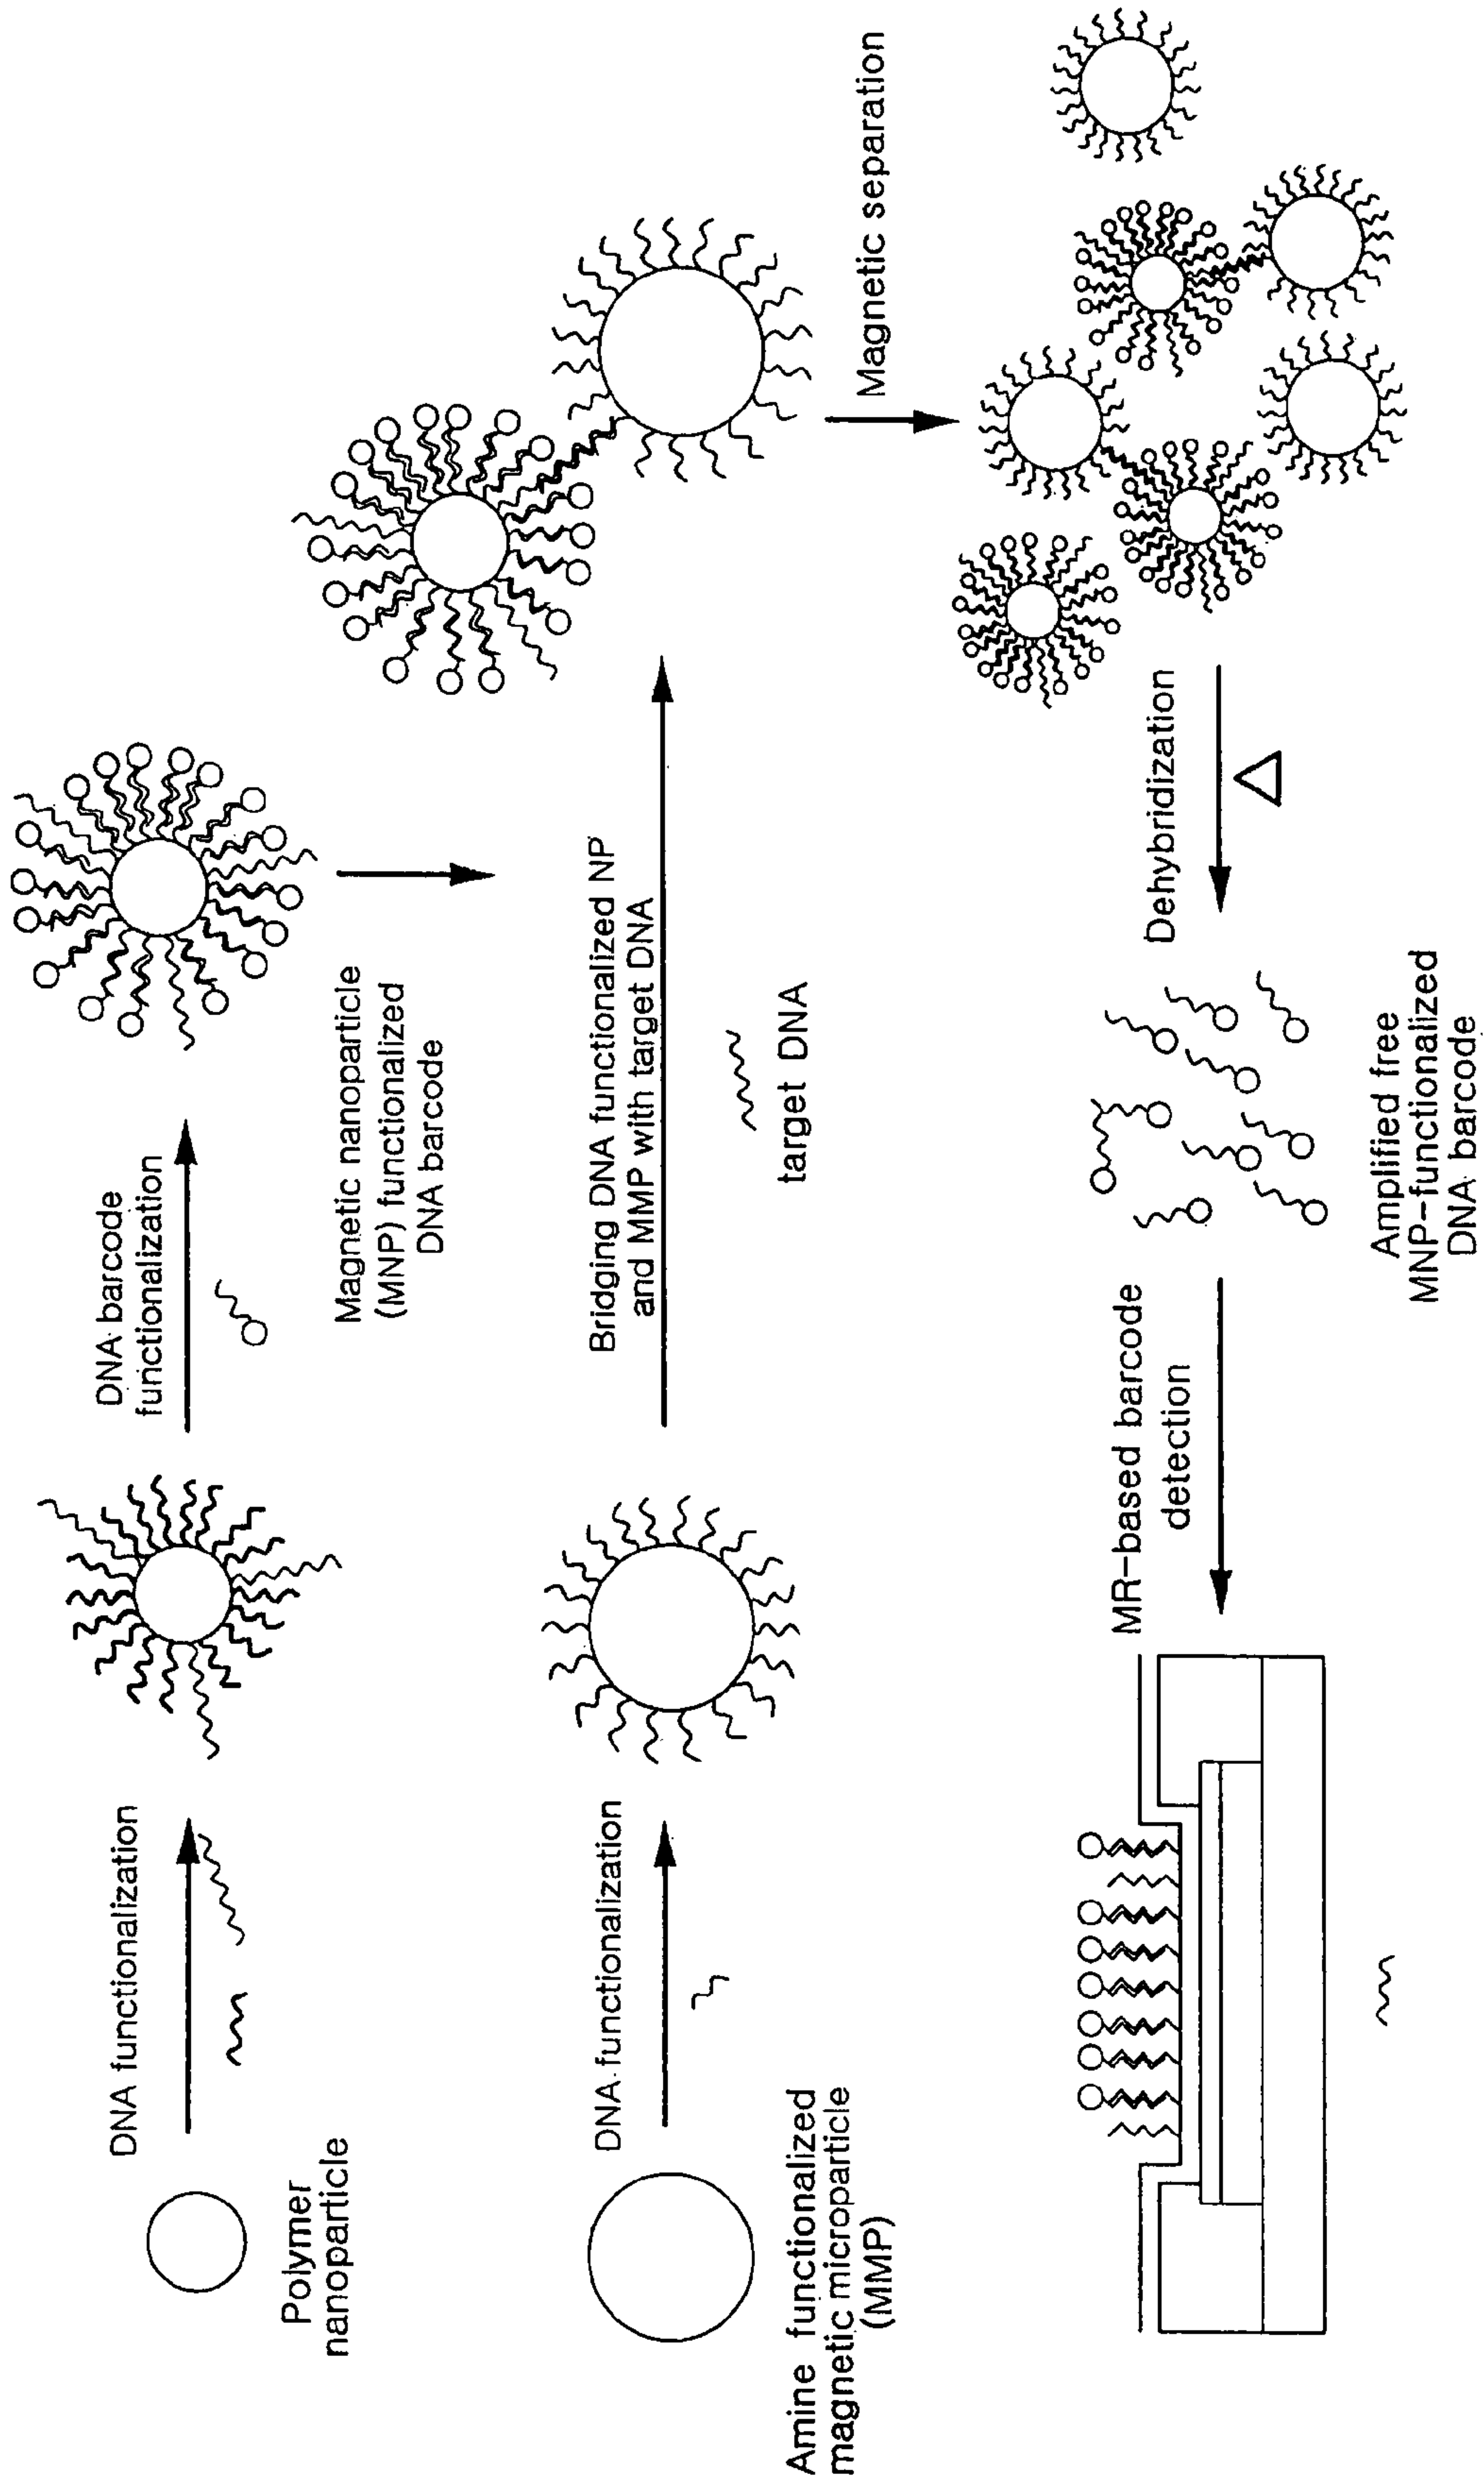 DNA functionalization
Polymer
nanoparticle
DNA barcode
functionalization
Magnetic nanoparticle
(MNP) functionalized
DNA barcode
DNA functionalization
Amine functionalized
magnetic microparticle
(MMP)
Bridging DNA functionalized NP
and MMP with target DNA
target DNA
Magnetic separation
Dehybridization
Amplified free
MNP-functionalized
DNA barcode
MR-based barcode
detection